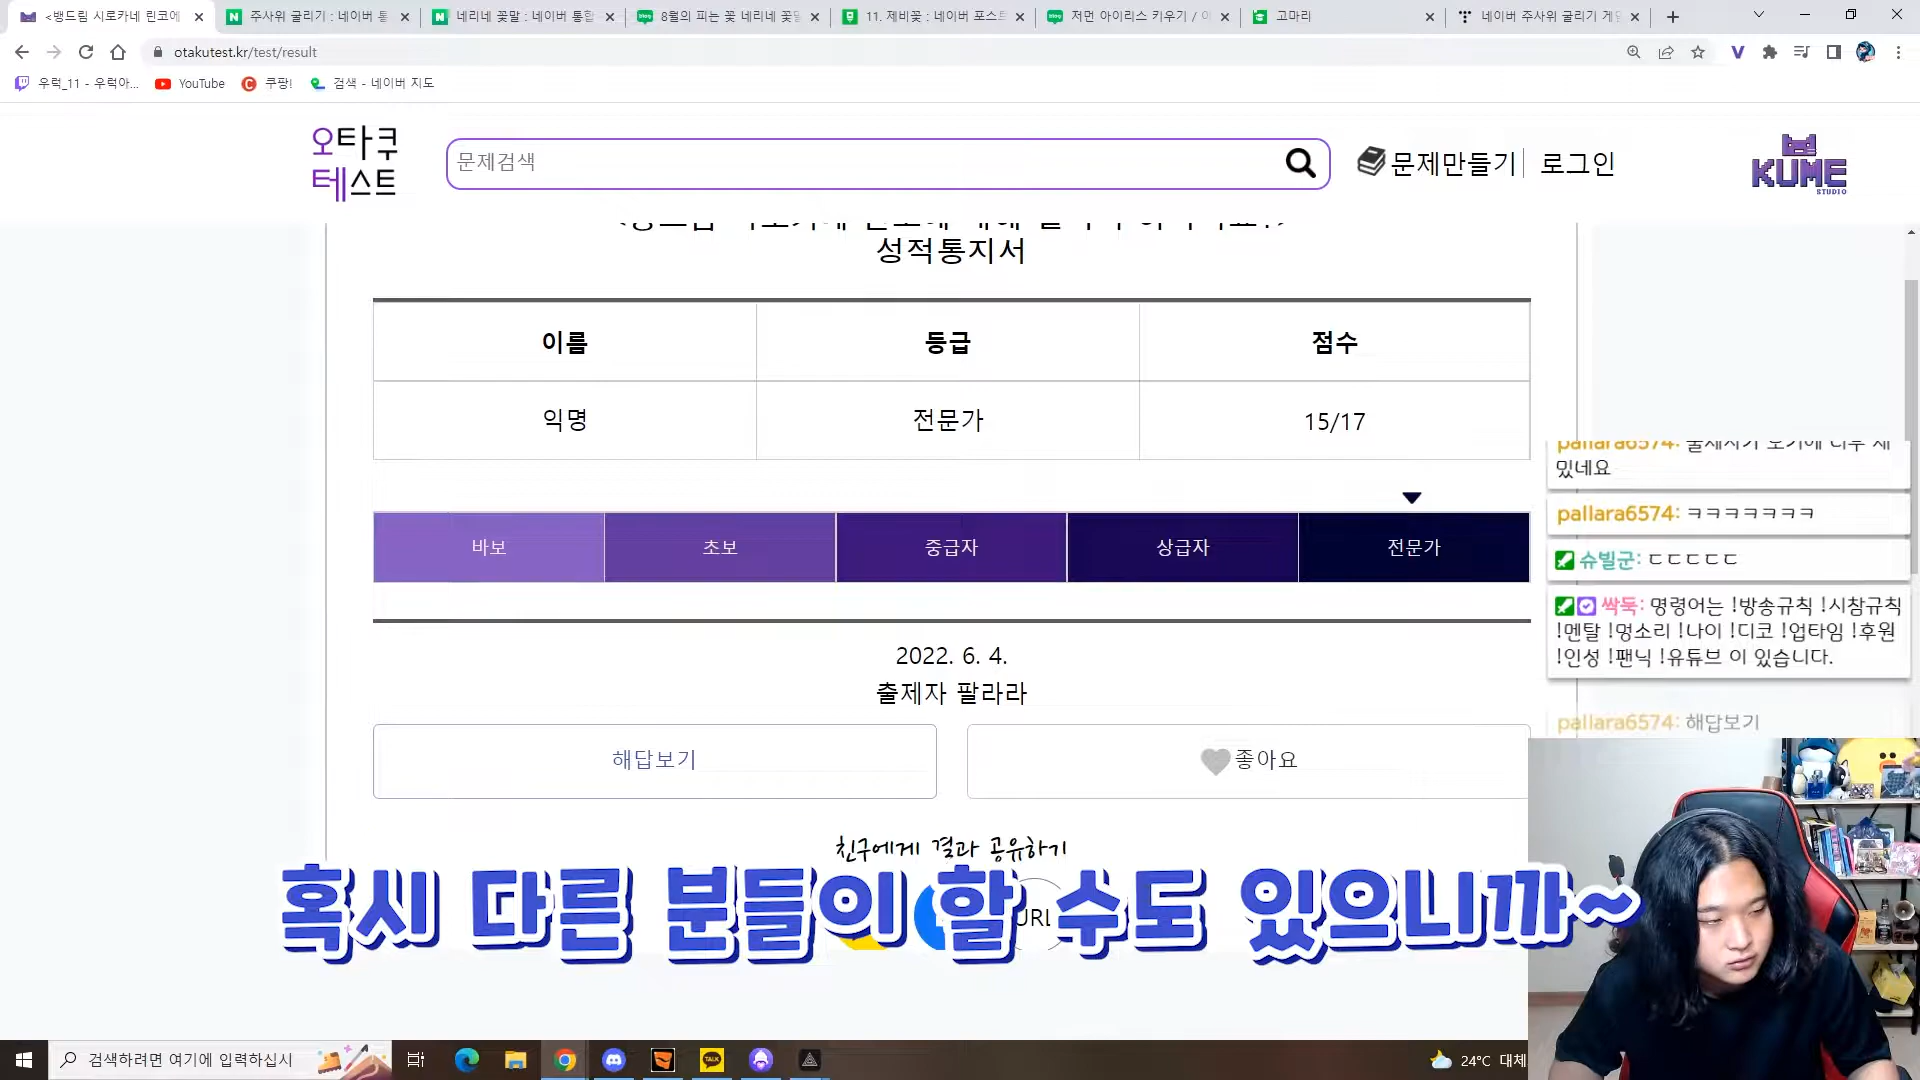 <뱅드림 시로카네 린코에
주사위 굴리기 : 네이버 통
네리네 꽃말 : 네이버 통합
8월의 피는 꽃 네리네 꽃말
11. 제비꽃 : 네이버 포스트
저먼 아이리스 키우기 /
고마리
네이버 주사위 굴리기 게임
otakutest.kr/test/result
우럭_11 - 우럭아...
YouTube
쿠팡!
검색 - 네이버 지도
오타쿠
테스트
문제검색
문제만들기
로그인
KUME
STUDIO
성적통지서
이름 등급 점수
익명 전문가 15/17
바보 초보 중급자 상급자 전문가
2022. 6. 4.
출제자 팔라라
해답보기
좋아요
친구에게 결과 공유하기
URL
혹시 다른 분들이 할 수도 있으니까~
pallara6574:
밌네요
pallara6574: ㅋㅋㅋㅋㅋㅋㅋ
슈빌군: ㄷㄷㄷㄷㄷ
싹둑: 명령어는 !방송규칙 !시참규칙
!멘탈 !멍소리 !나이 !디코 !업타임 !후원
!인성 !팬닉 !유튜브 이 있습니다.
pallara6574: 해답보기
검색하려면 여기에 입력하십시
TALK
24°C 대체